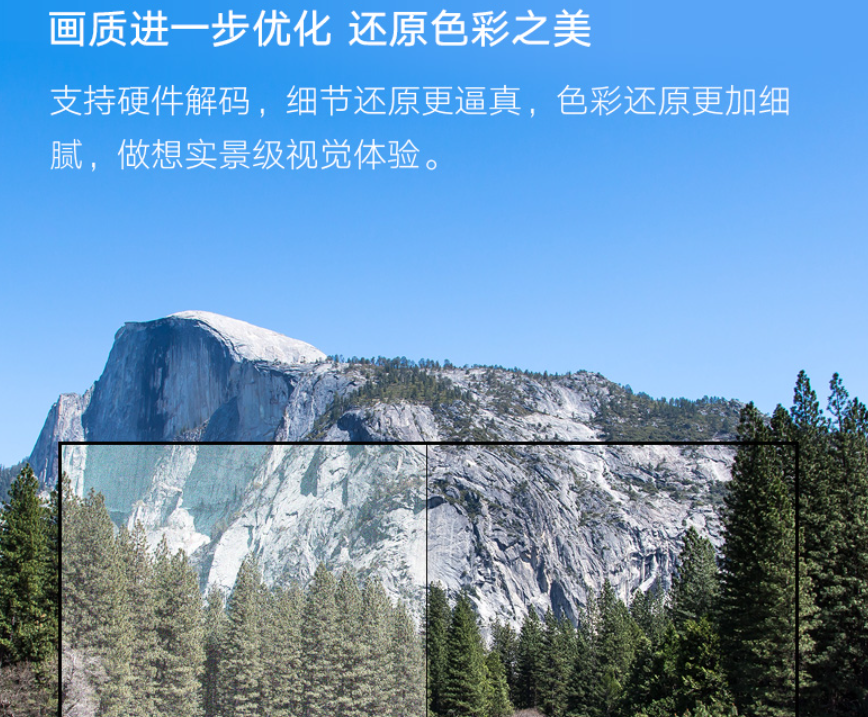 画质进一步优化 还原色彩之美
支持硬件解码，细节还原更逼真，色彩还原更加细
腻，做想实景级视觉体验。